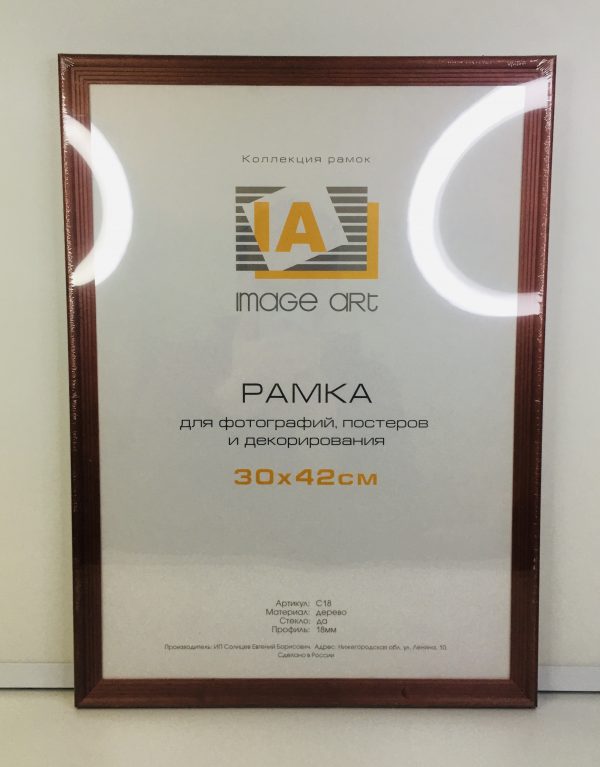 Коллекция рамок
IA
IMAGE ART
РАМКА
для фотографий, постеров
и декорирования
30х42см
Артикул: С18
Материал: дерево
Стекло: да
Профиль: 18мм
Производитель: ИП Солнцев Евгений Борисович. Адрес: Нижегородская обл, ул. Ленина, 10.
Сделано в России